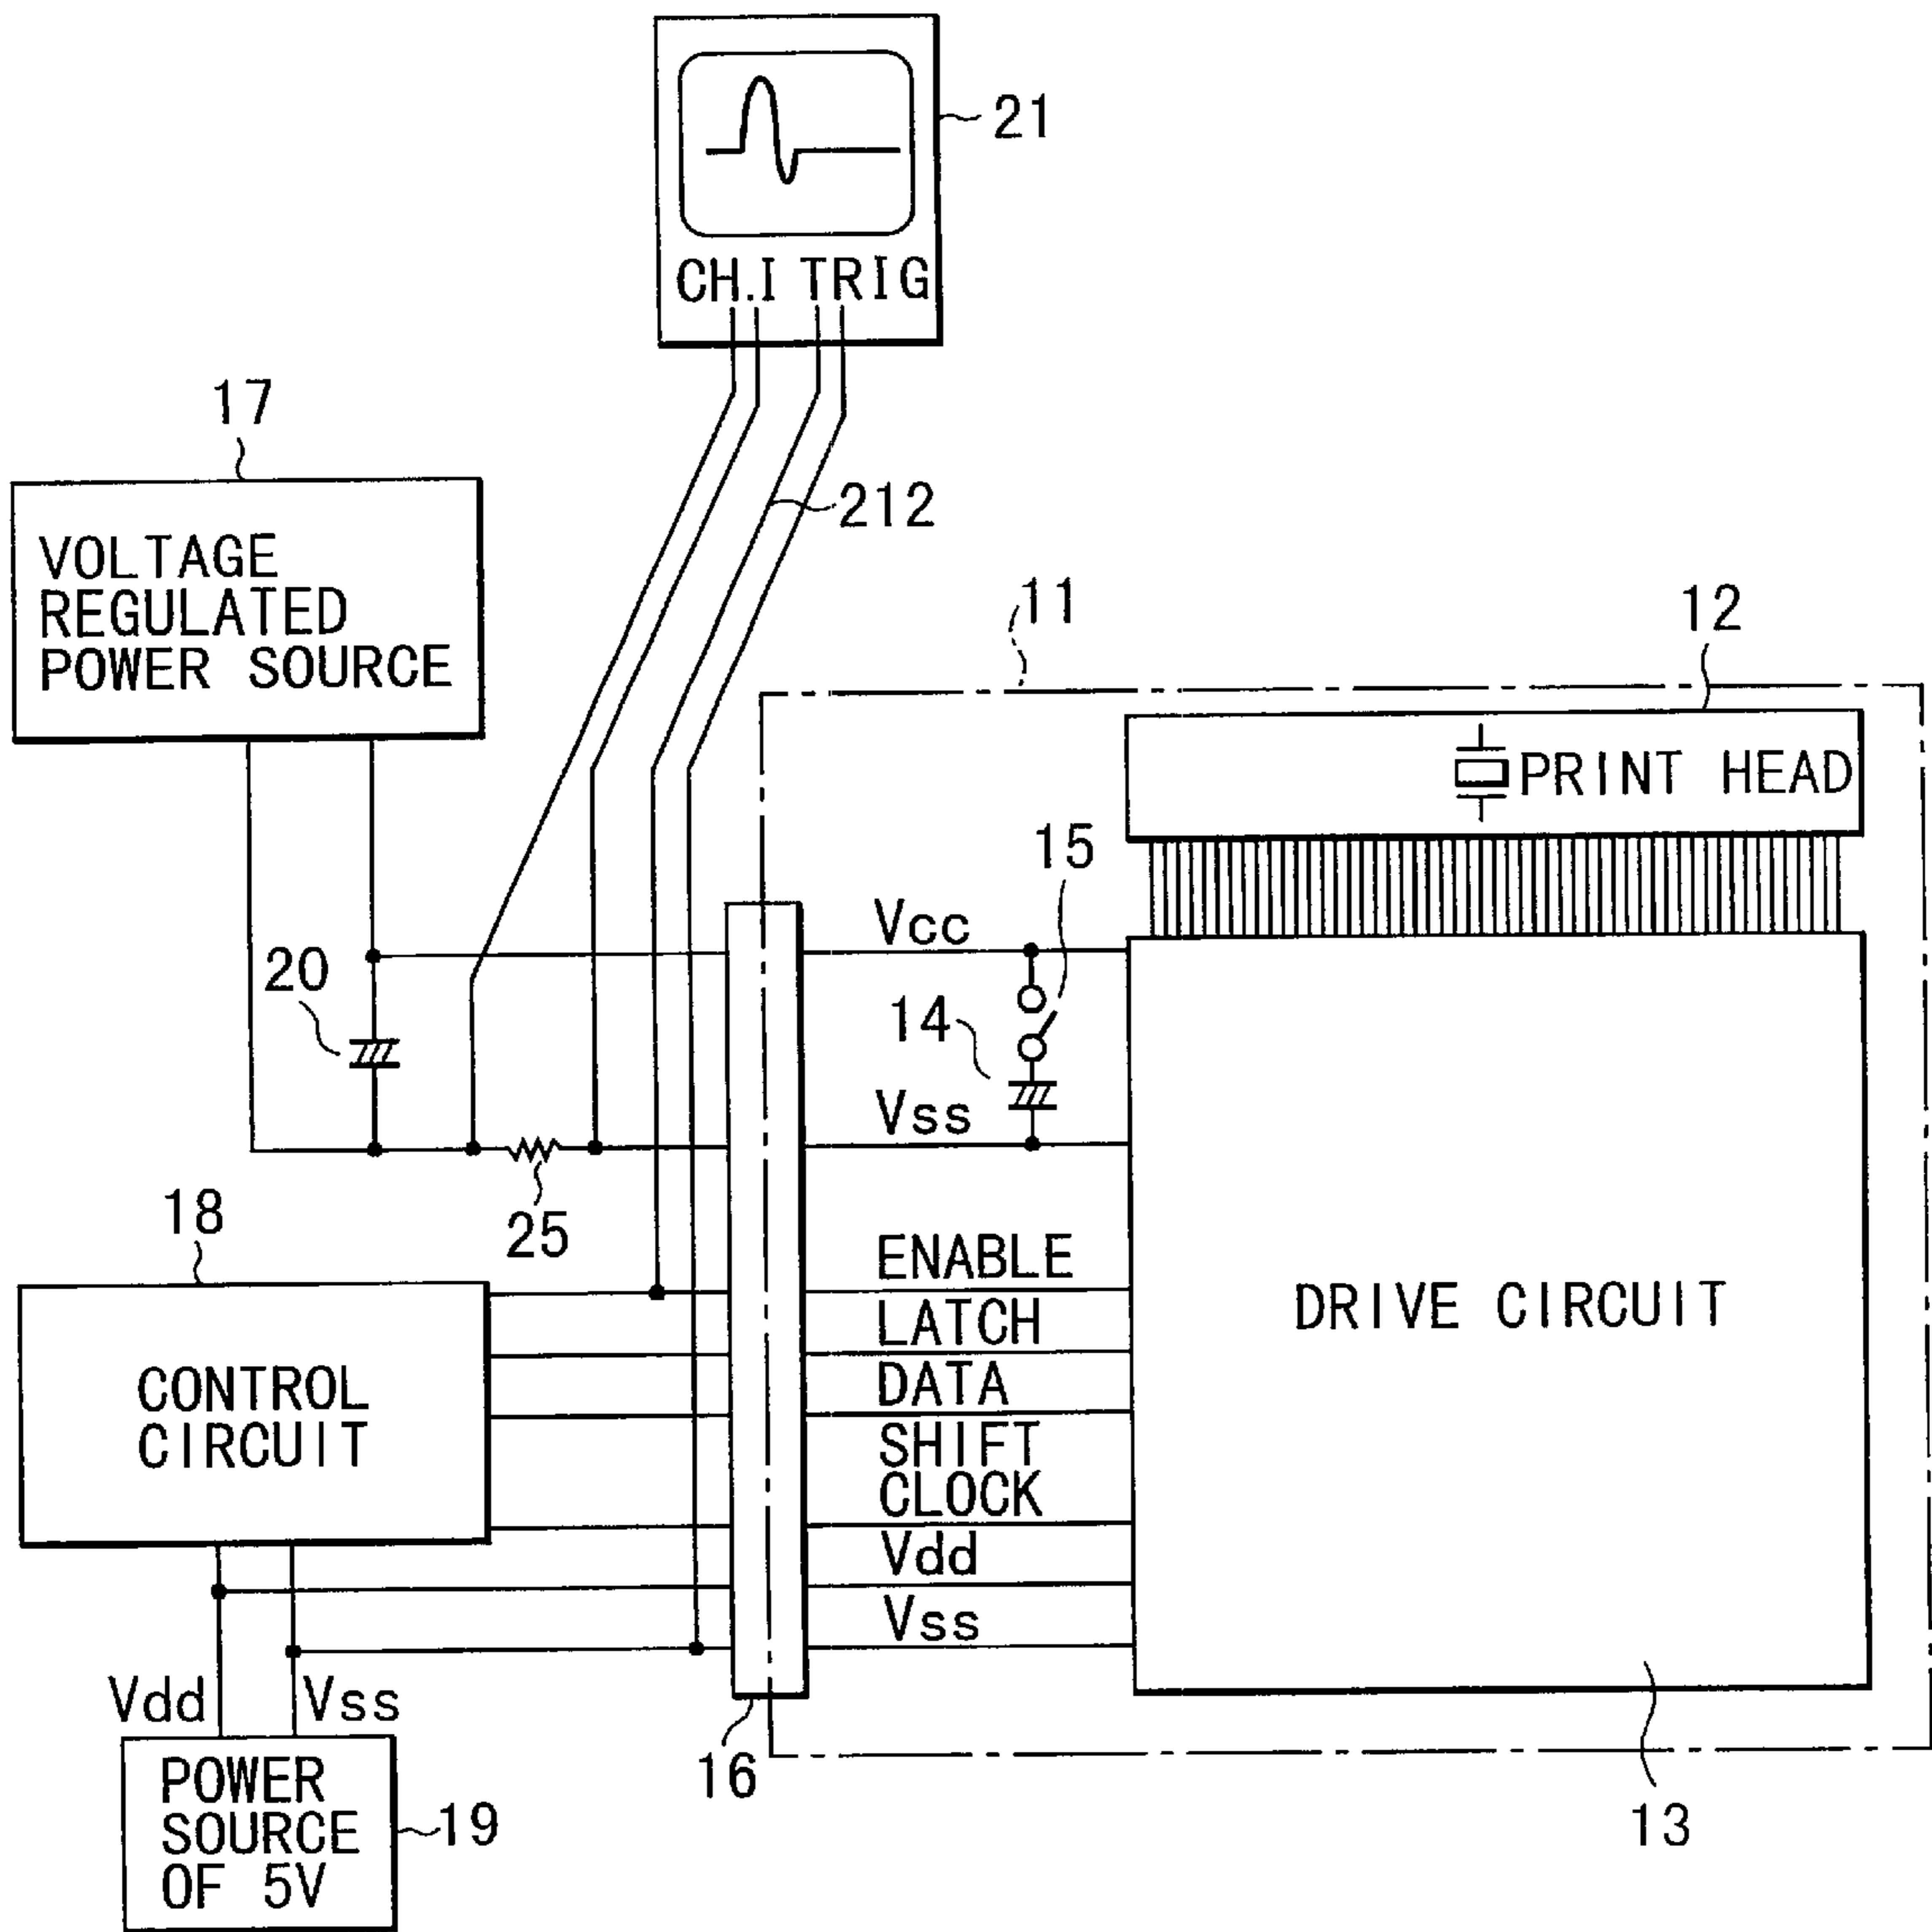 21
CH.I TRIG
17
VOLTAGE
REGULATED
POWER SOURCE
212
11
12
PRINT HEAD
15
Vcc
20
14
Vss
25
18
CONTROL
CIRCUIT
ENABLE
LATCH
DATA
SHIFT
CLOCK
Vdd
Vss
DRIVE CIRCUIT
Vdd
Vss
16
13
POWER
SOURCE
OF 5V
19